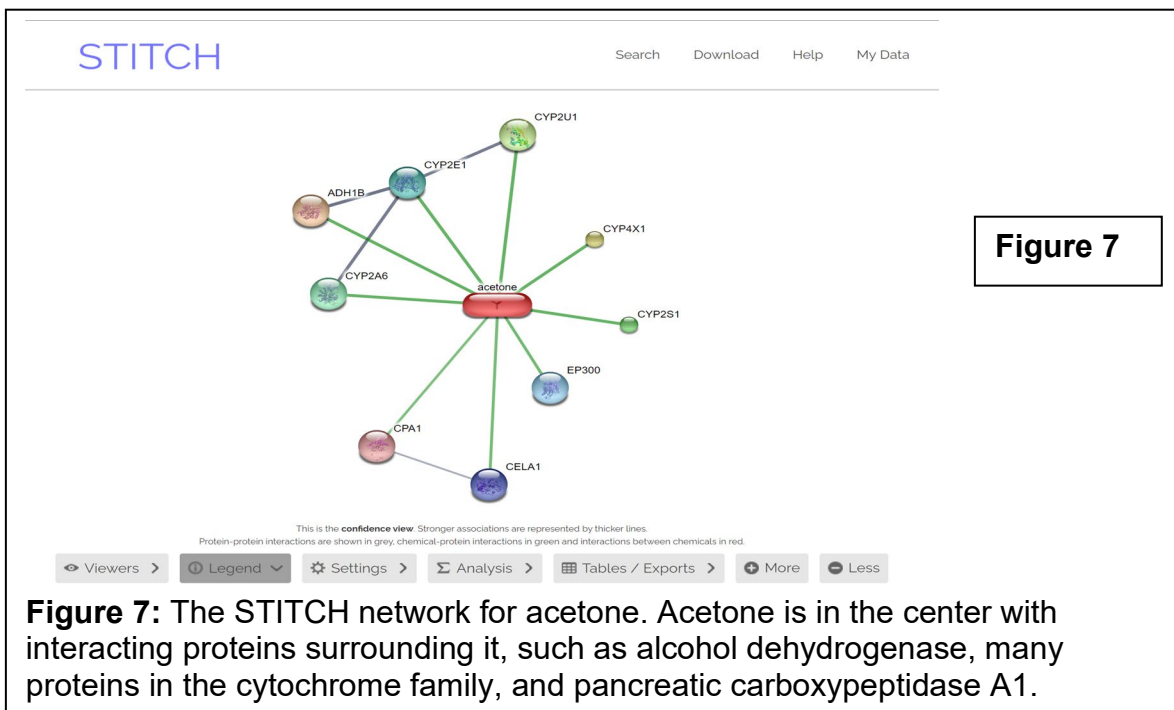 STITCH
Search Download Help My Data
CYP2U1
CYP2E1
ADH1B
CYP4X1
CYP2A6
acetone
CYP2S1
EP300
CPA1
CELA1
Figure 7
This is the confidence view. Stronger associations are represented by thicker lines.
Protein-protein interactions are shown in grey, chemical-protein interactions in green and interactions between chemicals in red.
Viewers Legend Settings Σ Analysis Tables / Exports More Less
Figure 7: The STITCH network for acetone. Acetone is in the center with
interacting proteins surrounding it, such as alcohol dehydrogenase, many
proteins in the cytochrome family, and pancreatic carboxypeptidase A1.